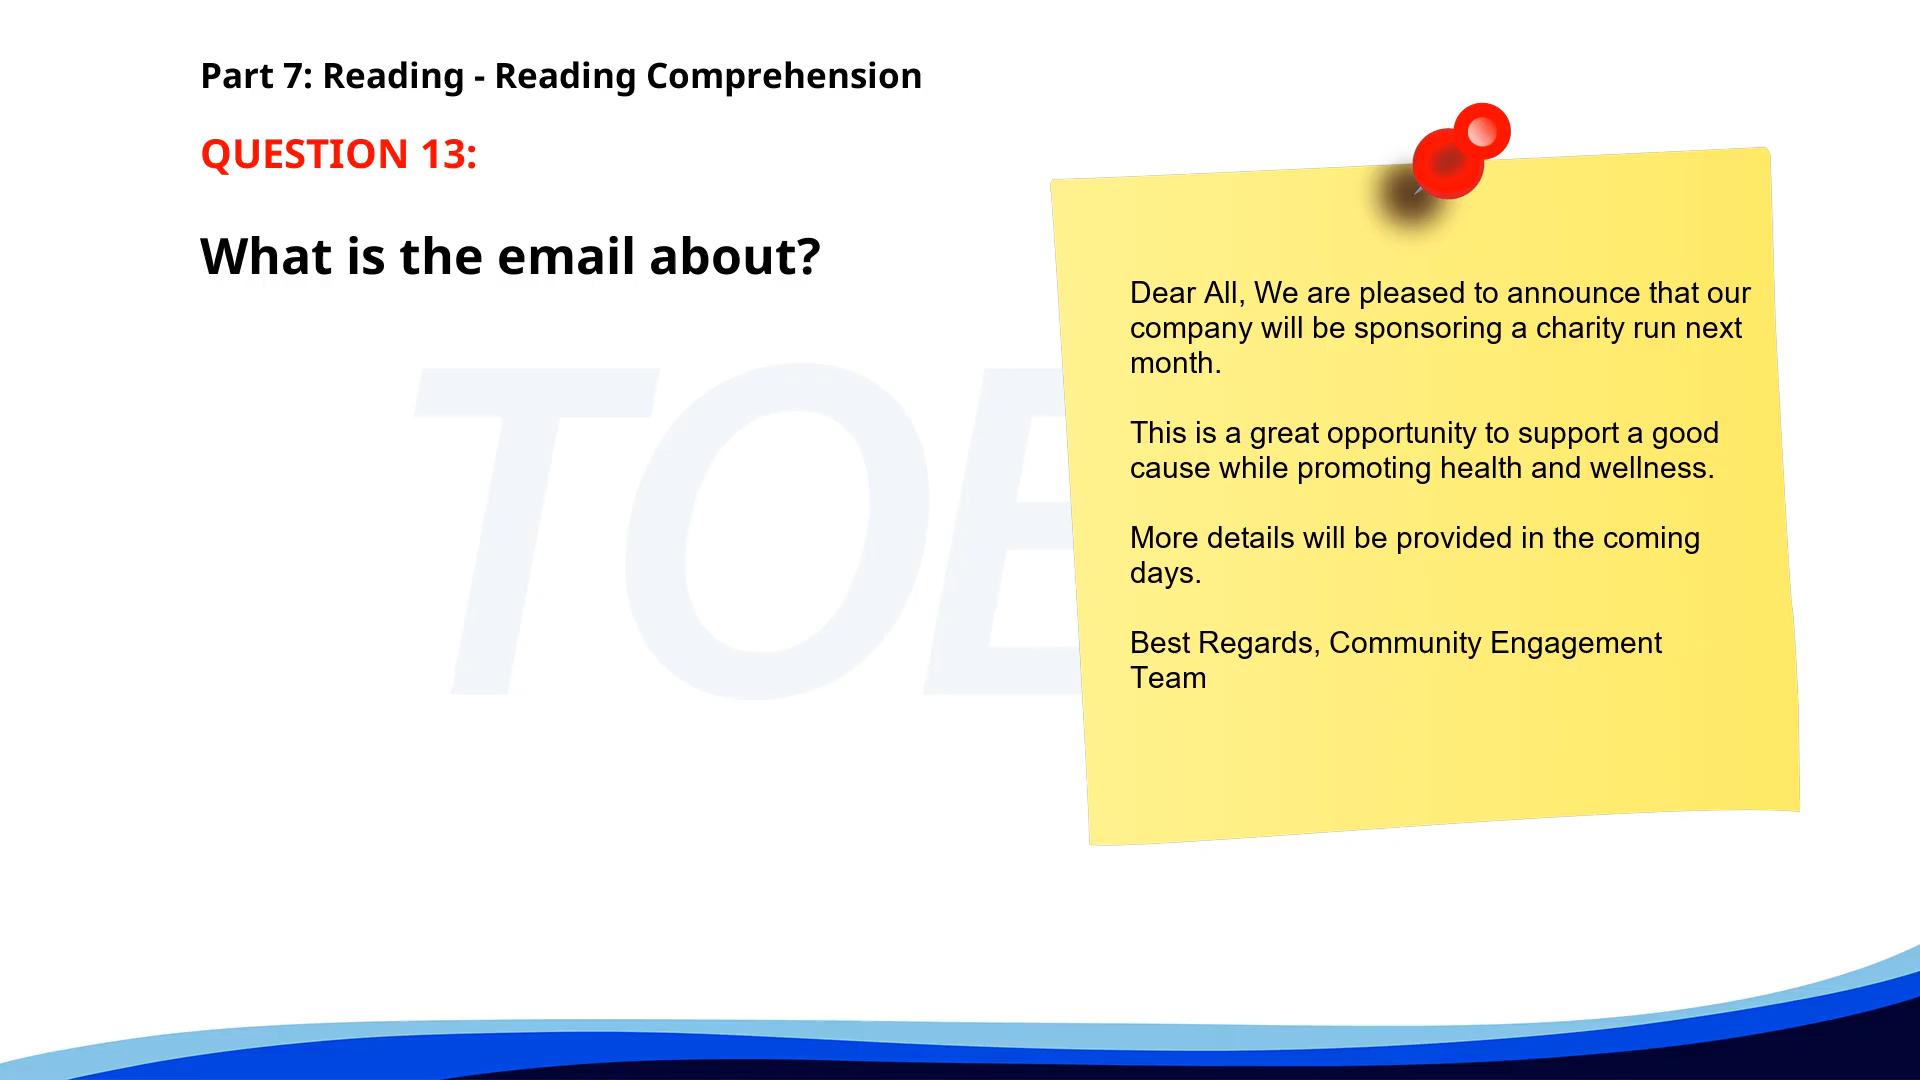 Part 7: Reading - Reading Comprehension
QUESTION 13:
What is the email about?
Dear All, We are pleased to announce that our
company will be sponsoring a charity run next
month.
This is a great opportunity to support a good
cause while promoting health and wellness.
More details will be provided in the coming
days.
Best Regards, Community Engagement
Team
TOE